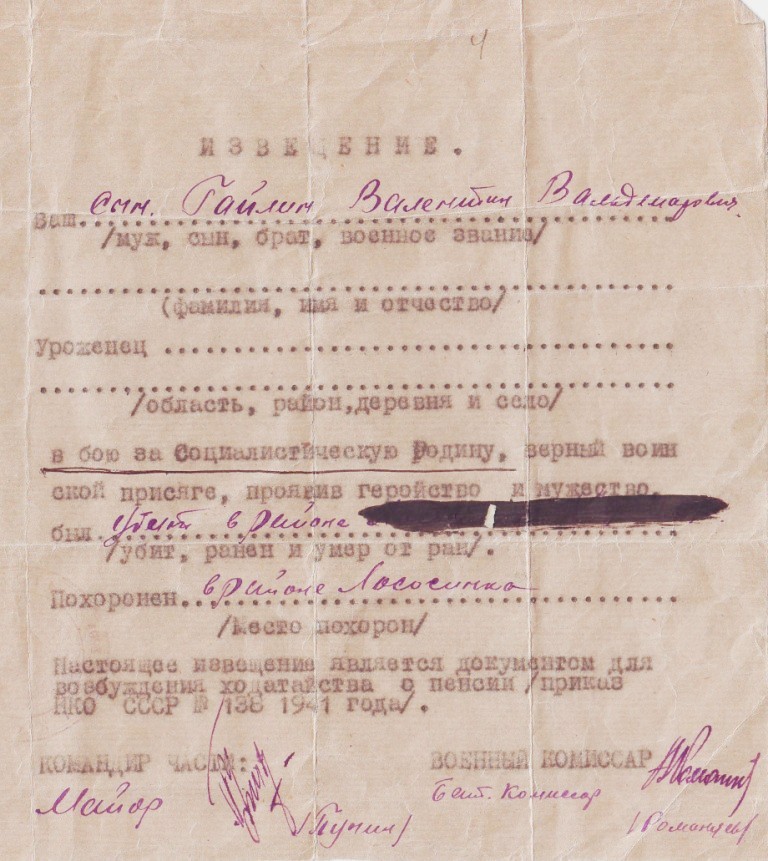 4
ИЗВЕЩЕНИЕ.
Ваш сын. Гайлин Валентин Вальдемарович.
/муж, сын, брат, военное звание/
(фамилия, имя и отчество/
Уроженец
/область, район,деревня и село/
в бою за Социалистическую Родину, верный воин
ской присяге, проявив геройство и мужество,
был убит в районе
/убит, ранен и умер от ран/.
Похоронен. в районе Лососинка
/место похорон/
Настоящее извещение является документом для
возбуждения ходатайства о пенсии /приказ
НКО СССР № 138 1941 года/.
КОМАНДИР ЧАСТИ: ВОЕННЫЙ КОМИССАР
Майор Бат. Комиссар
/Пунин/ /Романцев/